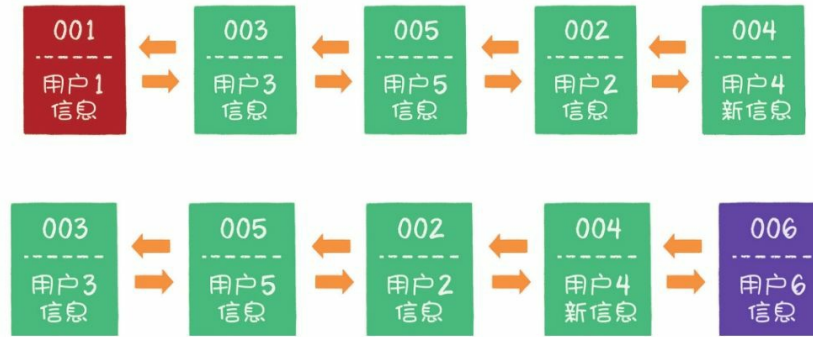 001 003 005 002 004
用户1 用户3 用户5 用户2 用户4
信息 信息 信息 信息 新信息
003 005 002 004 006
用户3 用户5 用户2 用户4 用户6
信息 信息 信息 新信息 信息